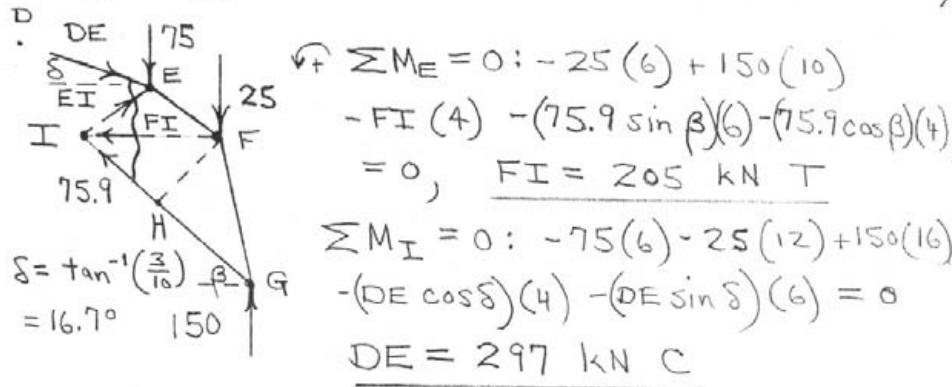 D
DE
75
δ
E
EI
25
I
FI
F
75.9
H
δ = tan⁻¹(3/10)
β
G
= 16.7°
150
+ ΣM_E = 0: -25(6) + 150(10)
- FI(4) - (75.9 sin β)(6) - (75.9 cos β)(4)
= 0, FI = 205 kN T
ΣM_I = 0: -75(6) - 25(12) + 150(16)
-(DE cos δ)(4) - (DE sin δ)(6) = 0
DE = 297 kN C